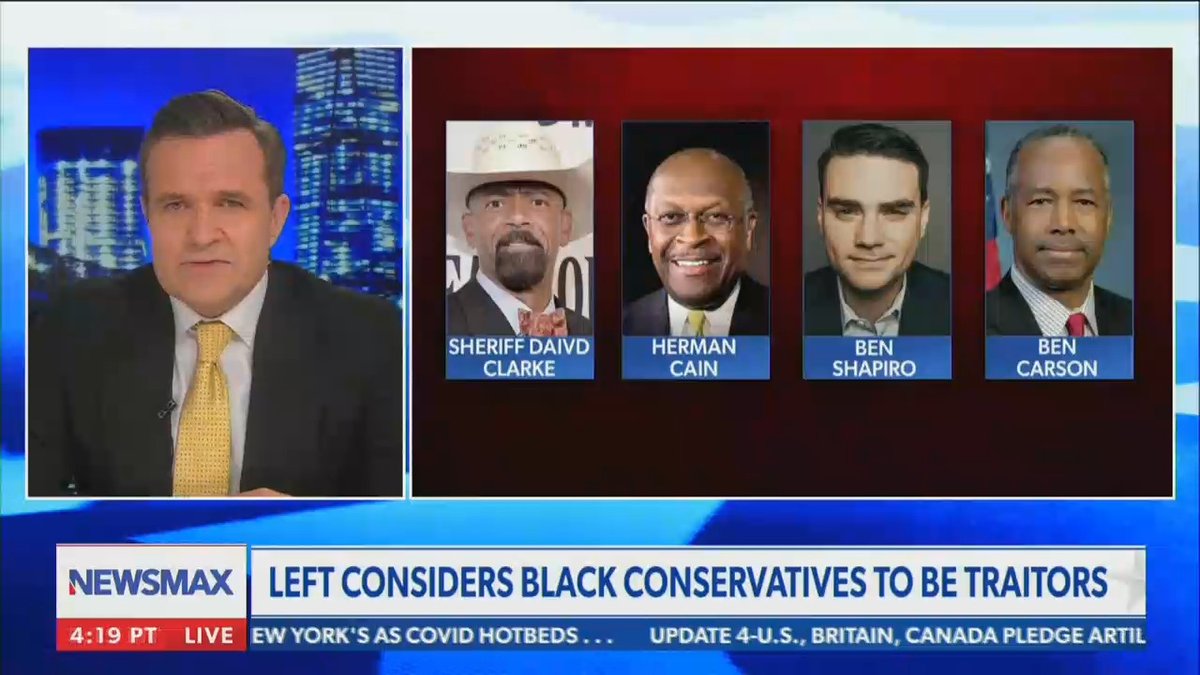 SHERIFF DAIVD
CLARKE
HERMAN
CAIN
BEN
SHAPIRO
BEN
CARSON
NEWSMAX
LEFT CONSIDERS BLACK CONSERVATIVES TO BE TRAITORS
4:19 PT LIVE
EW YORK'S AS COVID HOTBEDS . . . UPDATE 4-U.S., BRITAIN, CANADA PLEDGE ARTIL